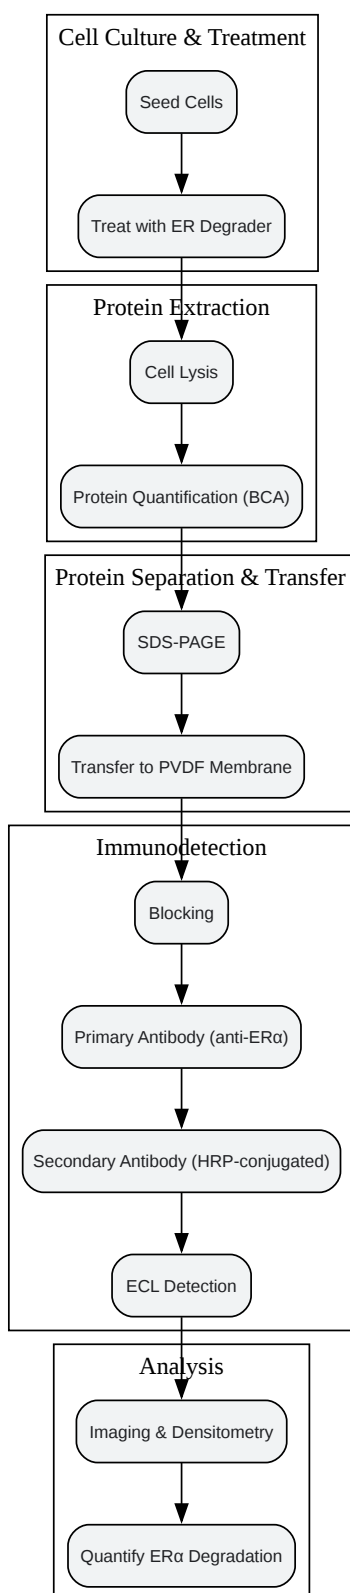 Cell Culture & Treatment
Seed Cells
Treat with ER Degrader
Protein Extraction
Cell Lysis
Protein Quantification (BCA)
Protein Separation & Transfer
SDS-PAGE
Transfer to PVDF Membrane
Immunodetection
Blocking
Primary Antibody (anti-ERα)
Secondary Antibody (HRP-conjugated)
ECL Detection
Analysis
Imaging & Densitometry
Quantify ERα Degradation